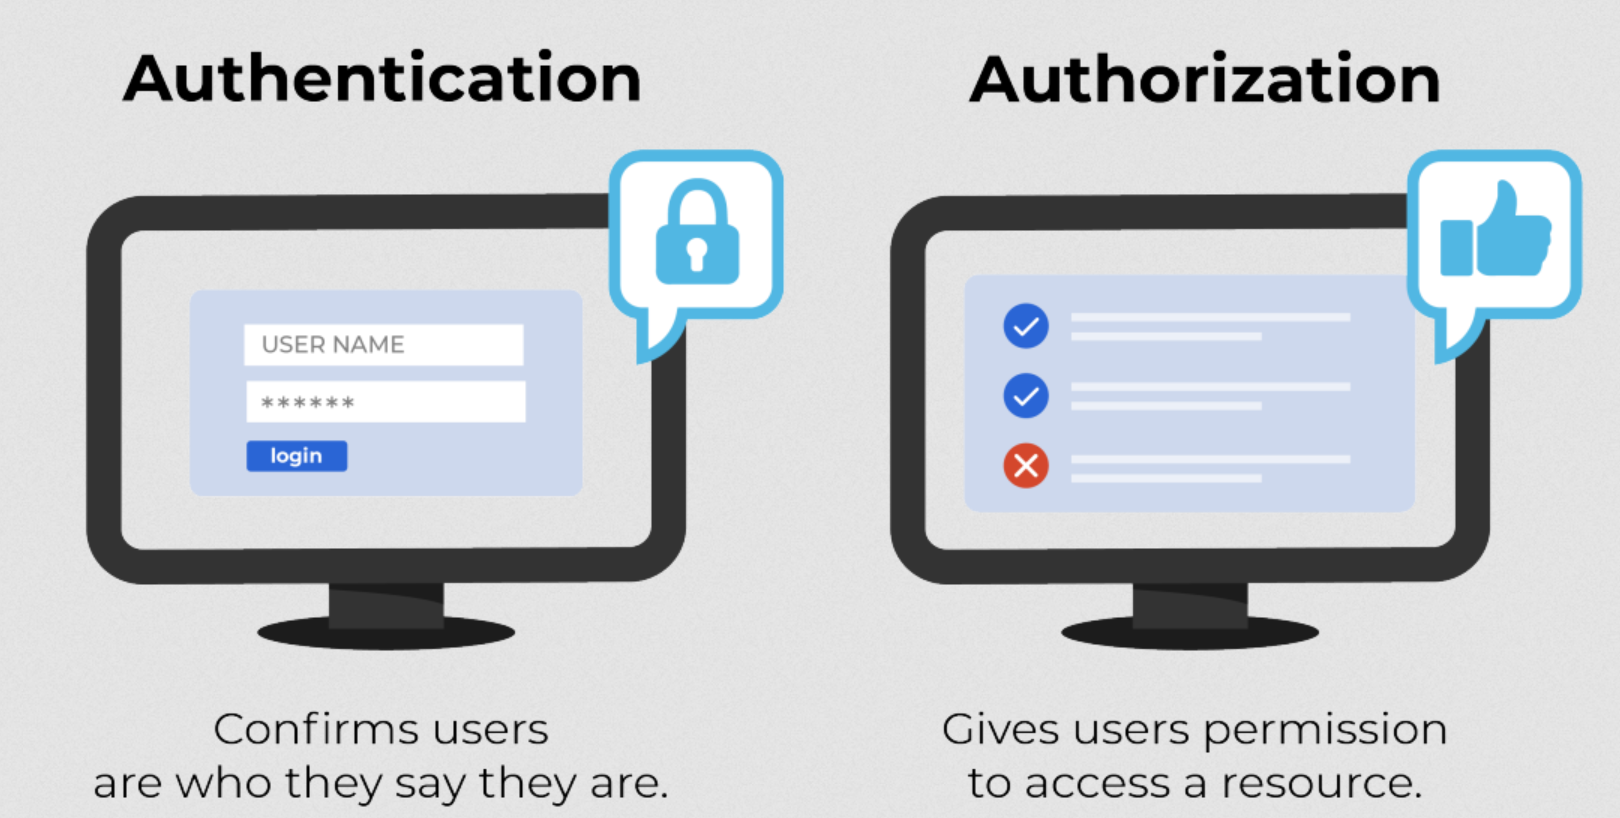 Authentication
USER NAME
******
login
Confirms users
are who they say they are.
Authorization
Gives users permission
to access a resource.